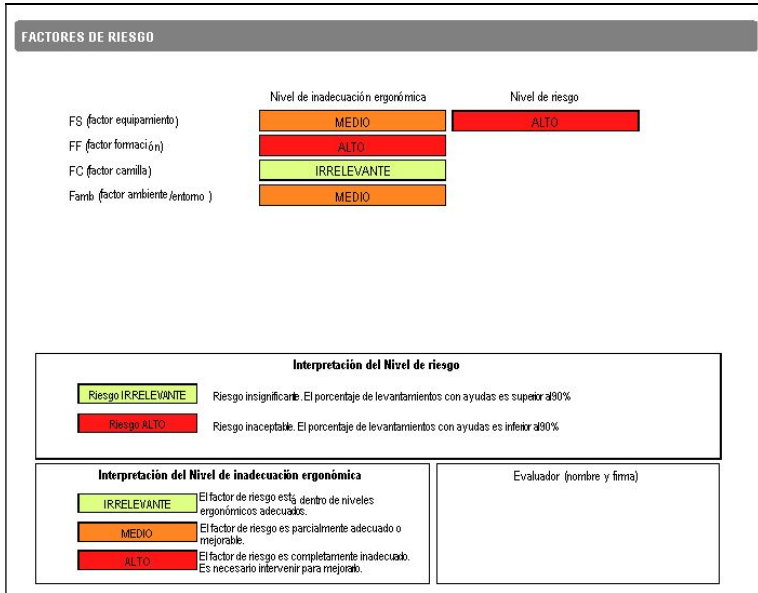 FACTORES DE RIESGO
Nivel de inadecuación ergonómica Nivel de riesgo
FS (factor equipamiento) MEDIO ALTO
FF (factor formación) ALTO
FC (factor camilla) IRRELEVANTE
Famb (factor ambiente/entorno ) MEDIO
Interpretación del Nivel de riesgo
Riesgo IRRELEVANTE Riesgo insignificante. El porcentaje de levantamientos con ayudas es superior al90%
Riesgo ALTO Riesgo inaceptable. El porcentaje de levantamientos con ayudas es inferior al90%
Interpretación del Nivel de inadecuación ergonómica
IRRELEVANTE El factor de riesgo está dentro de niveles
ergonómicos adecuados.
MEDIO El factor de riesgo es parcialmente adecuado o
mejorable.
ALTO El factor de riesgo es completamente inadecuado.
Es necesario intervenir para mejorarlo.
Evaluador (nombre y firma)